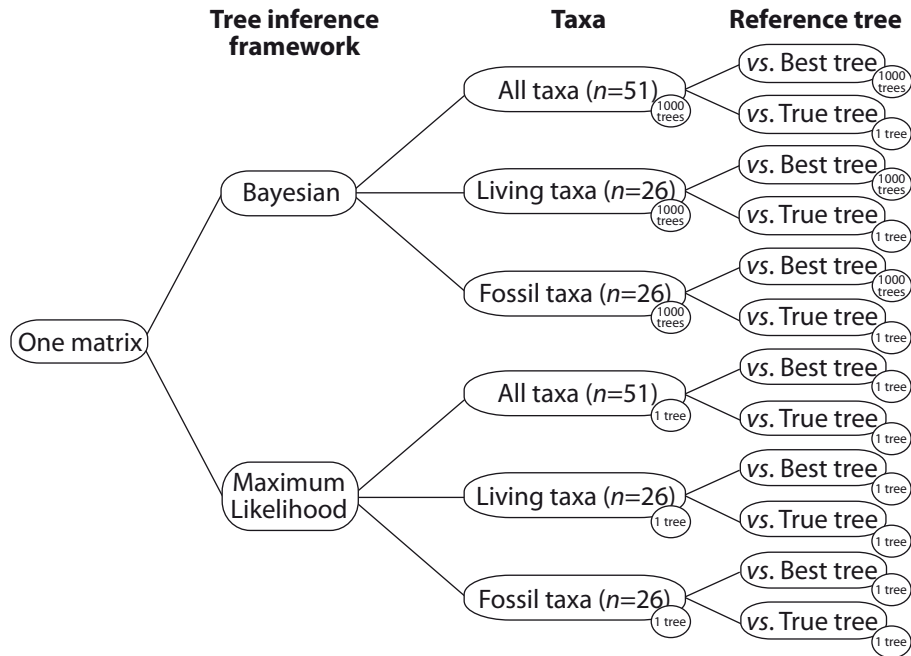 Tree inference
framework
Taxa
Reference tree
One matrix
Bayesian
All taxa (n=51)
1000
trees
vs. Best tree
1000
trees
vs. True tree
1 tree
Living taxa (n=26)
1000
trees
vs. Best tree
1000
trees
vs. True tree
1 tree
Fossil taxa (n=26)
1000
trees
vs. Best tree
1000
trees
vs. True tree
1 tree
Maximum
Likelihood
All taxa (n=51)
1 tree
vs. Best tree
1 tree
vs. True tree
1 tree
Living taxa (n=26)
1 tree
vs. Best tree
1 tree
vs. True tree
1 tree
Fossil taxa (n=26)
1 tree
vs. Best tree
1 tree
vs. True tree
1 tree